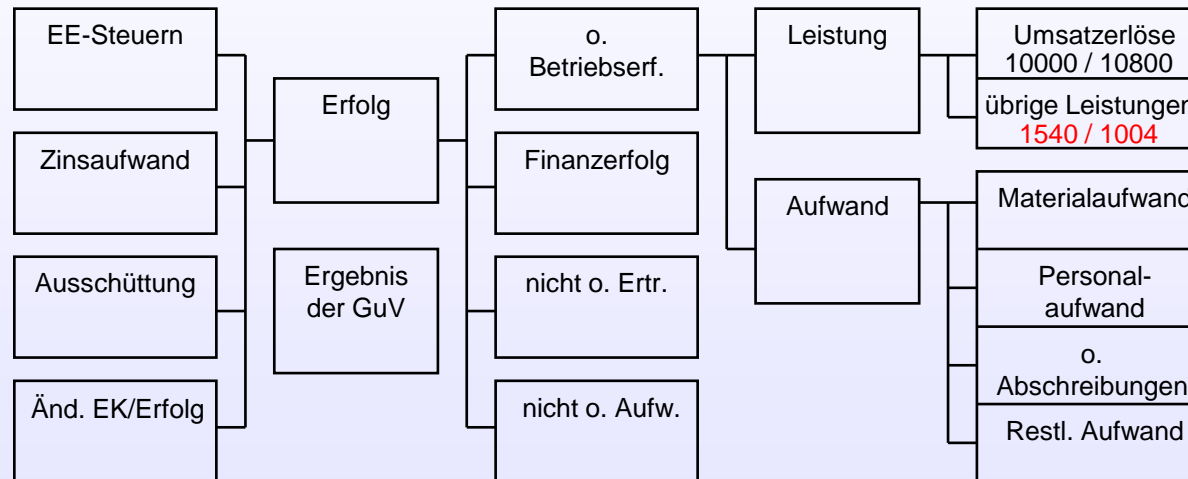 EE-Steuern
Zinsaufwand
Ausschüttung
Änd. EK/Erfolg
Erfolg
Ergebnis
der GuV
o.
Betriebserf.
Finanzerfolg
nicht o. Ertr.
nicht o. Aufw.
Leistung
Aufwand
Umsatzerlöse
10000 / 10800
übrige Leistungen
1540 / 1004
Materialaufwand
Personal-
aufwand
o.
Abschreibungen
Restl. Aufwand